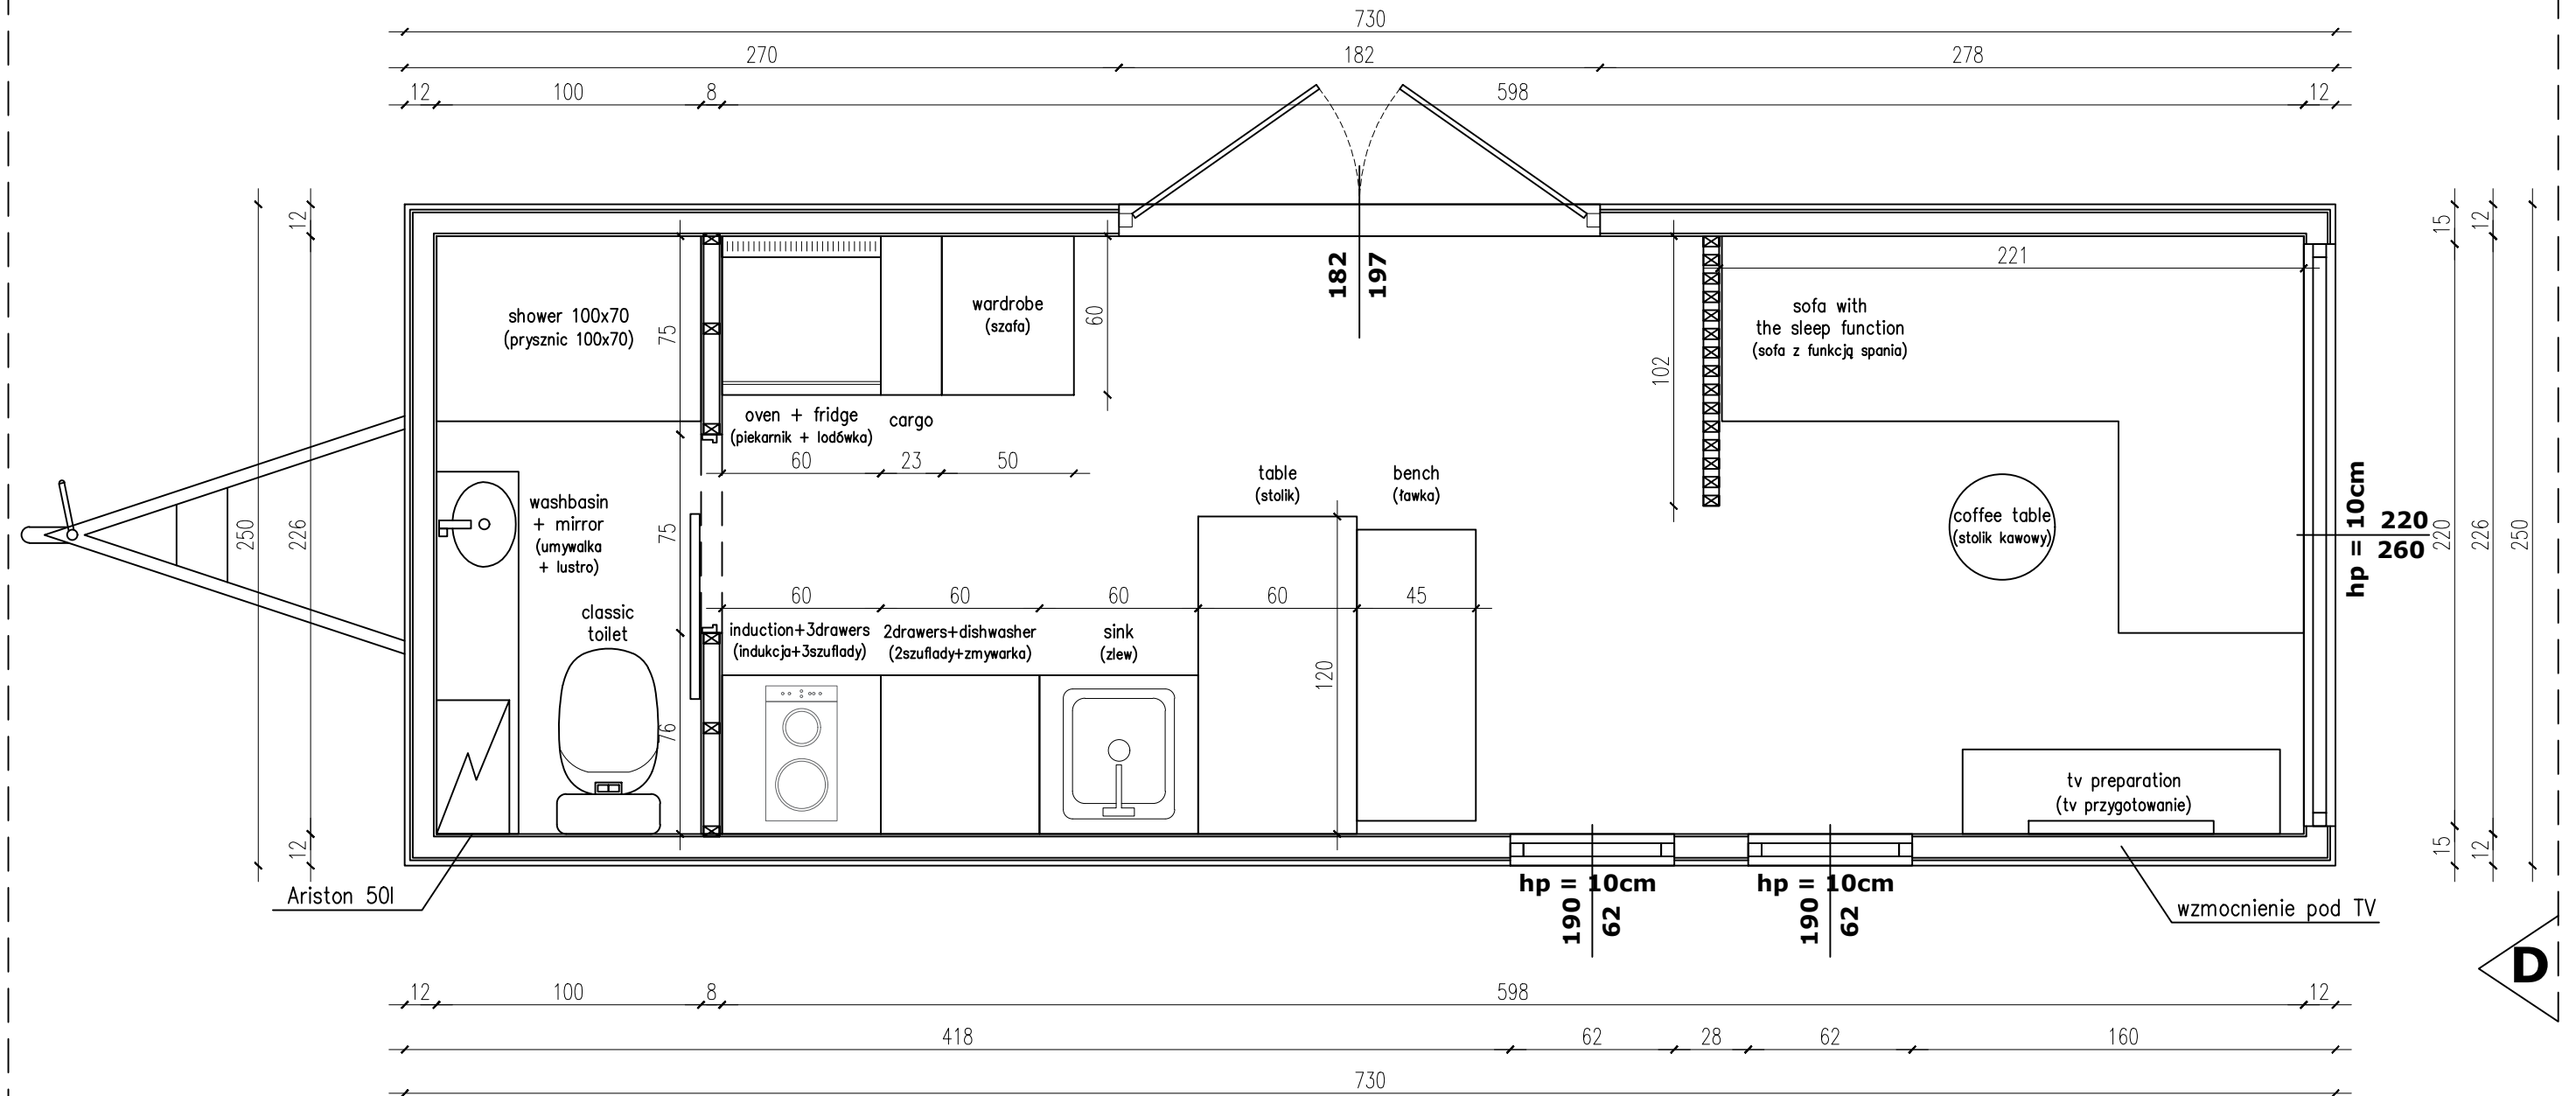 730
270 182 278
12 100 8 598 12
12
15
12
182
197
221
shower 100x70
(prysznic 100x70)
75
wardrobe
(szafa)
60
sofa with
the sleep function
(sofa z funkcją spania)
102
oven + fridge
(piekarnik + lodówka)
cargo
60 23 50
table
(stolik)
bench
(ławka)
washbasin
+ mirror
(umywalka
+ lustro)
250
226
75
coffee table
(stolik kawowy)
hp = 10cm
220
260
220
226
250
classic
toilet
60 60 60 60 45
induction+3drawers
(indukcja+3szuflady)
2drawers+dishwasher
(2szuflady+zmywarka)
sink
(zlew)
120
76
tv preparation
(tv przygotowanie)
12
15
12
Ariston 50l
hp = 10cm
190
62
hp = 10cm
190
62
wzmocnienie pod TV
D
12 100 8 598 12
418 62 28 62 160
730